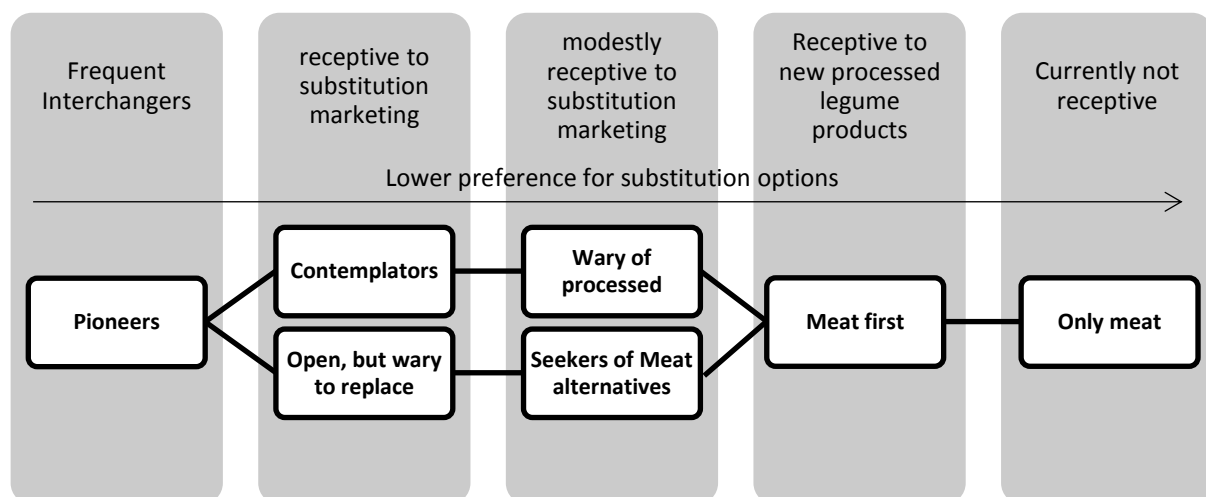 Frequent
Interchangers
receptive to
substitution
marketing
modestly
receptive to
substitution
marketing
Receptive to
new processed
legume
products
Currently not
receptive
Lower preference for substitution options
Pioneers
Contemplators
Open, but wary
to replace
Wary of
processed
Seekers of Meat
alternatives
Meat first
Only meat